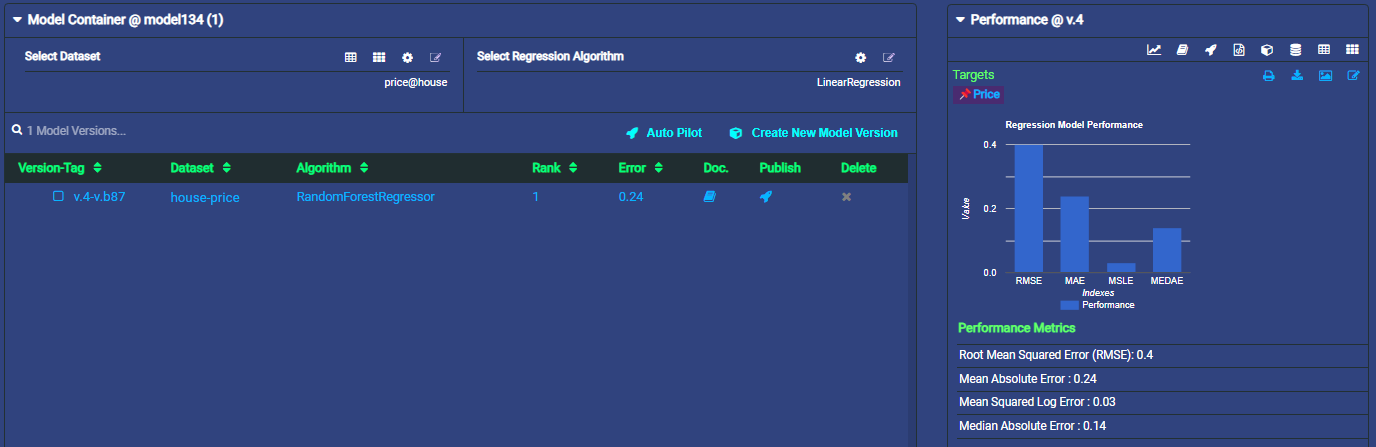 Model Container @ model134 (1)
Select Dataset
price@house
Select Regression Algorithm
LinearRegression
1 Model Versions...
Auto Pilot
Create New Model Version
Version-Tag Dataset Algorithm Rank Error Doc. Publish Delete
v.4-v.b87 house-price RandomForestRegressor 1 0.24
Performance @ v.4
Targets
Price
Regression Model Performance
0.4
0.2
0.0
Value
RMSE MAE MSLE MEDAE
Indexes
Performance
Performance Metrics
Root Mean Squared Error (RMSE): 0.4
Mean Absolute Error : 0.24
Mean Squared Log Error : 0.03
Median Absolute Error : 0.14